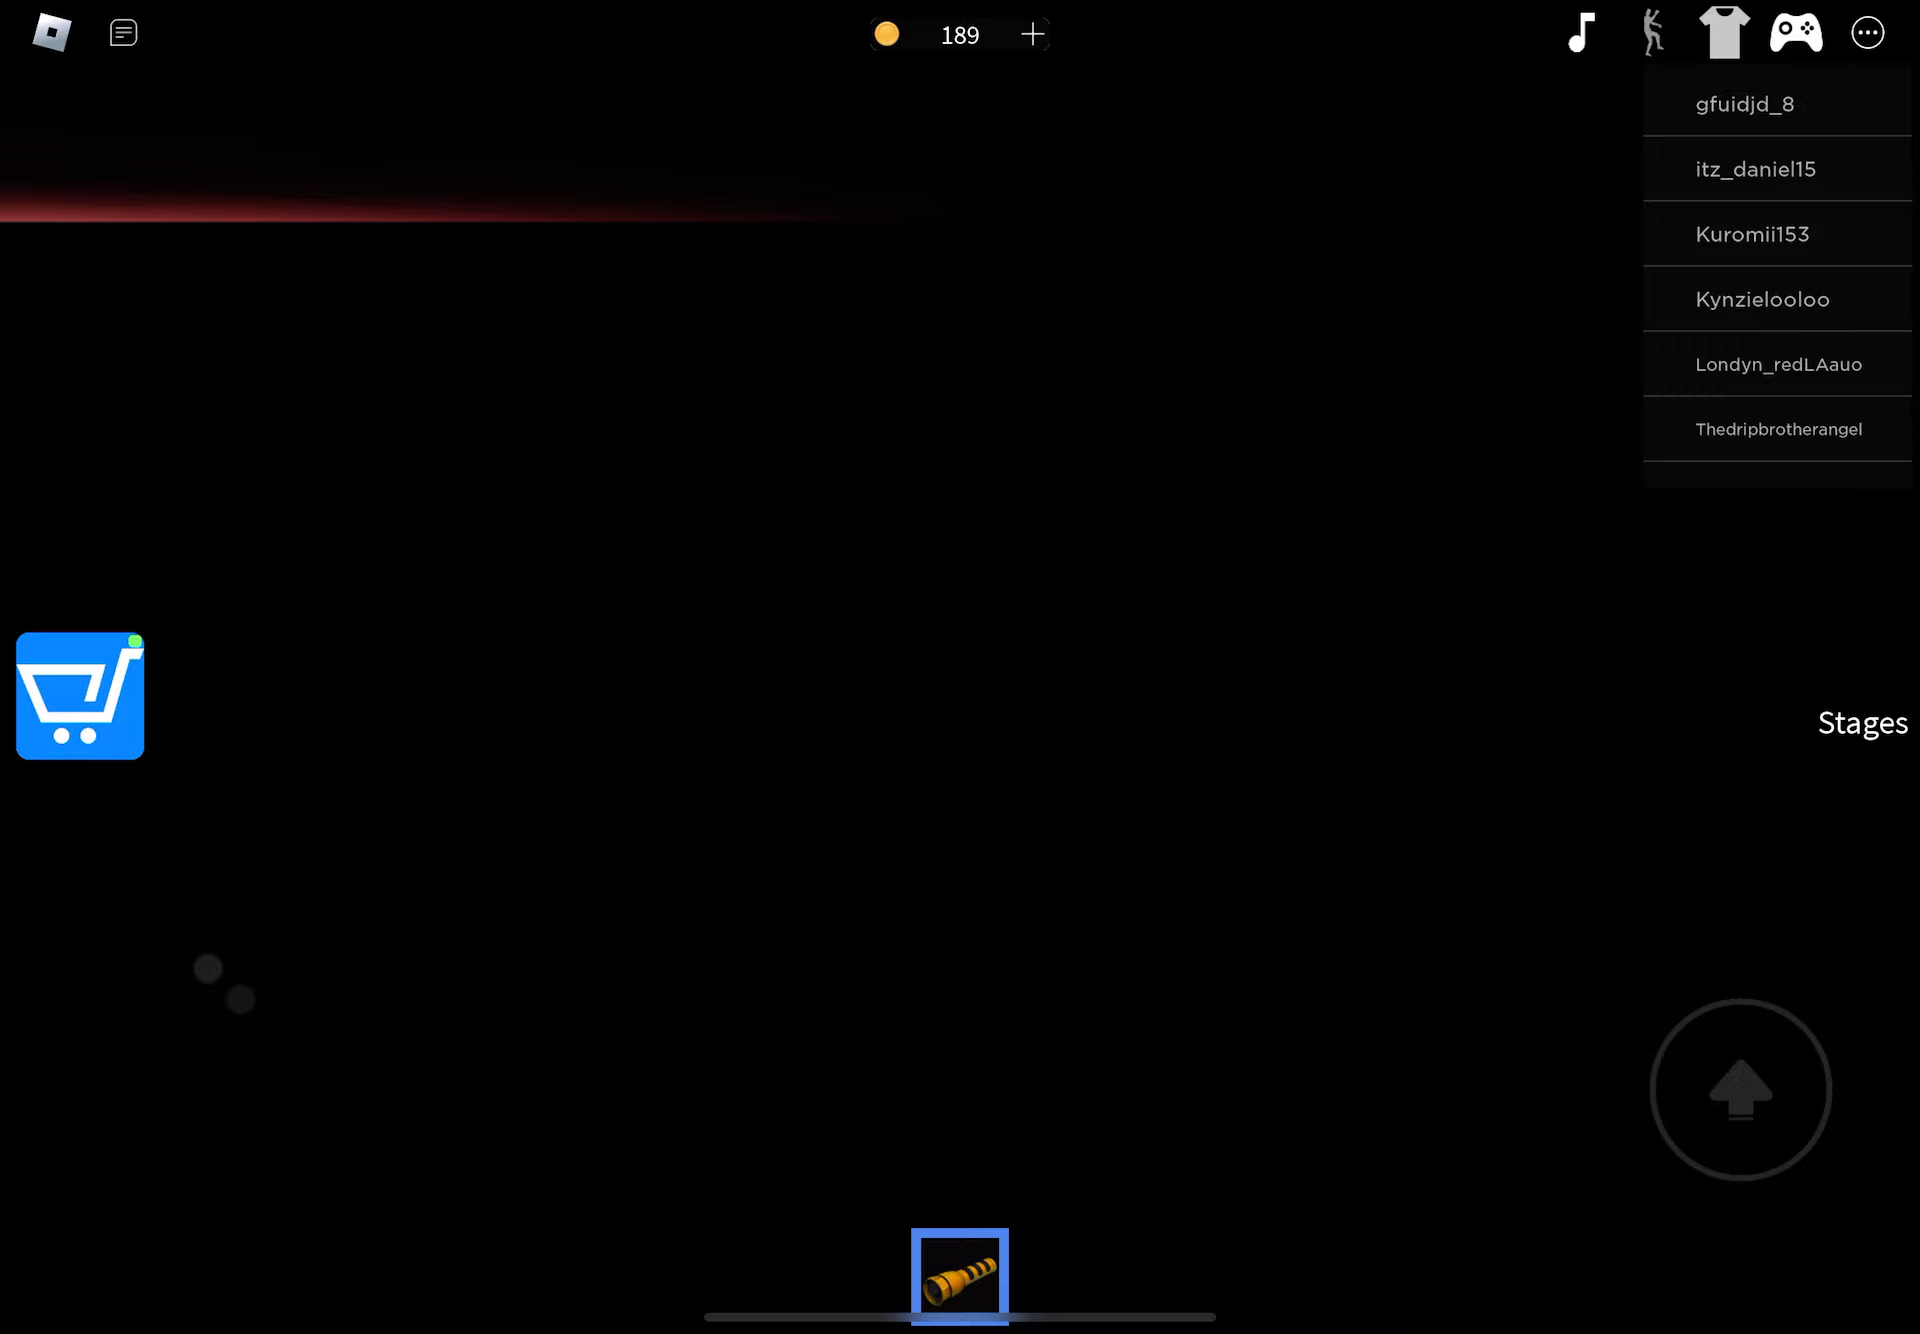 189
gfuidjd_8
itz_daniel15
Kuromii153
Kynzielooloo
Londyn_redLAauo
Thedripbrotherangel
Stages